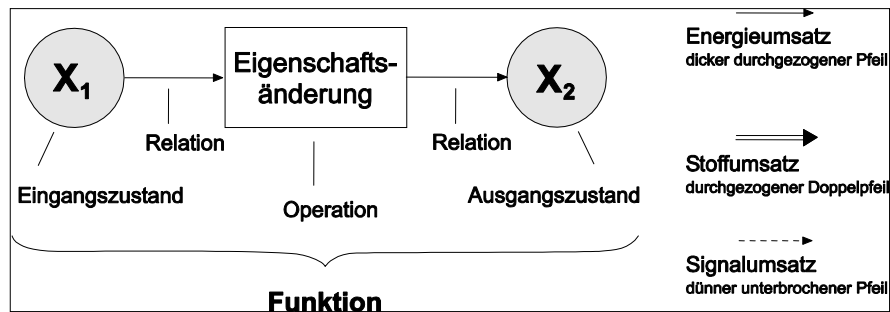 X1
Eigenschafts-
änderung
X2
Relation
Relation
Eingangszustand
Operation
Ausgangszustand
Funktion
Energieumsatz
dicker durchgezogener Pfeil
Stoffumsatz
durchgezogener Doppelpfeil
Signalumsatz
dünner unterbrochener Pfeil